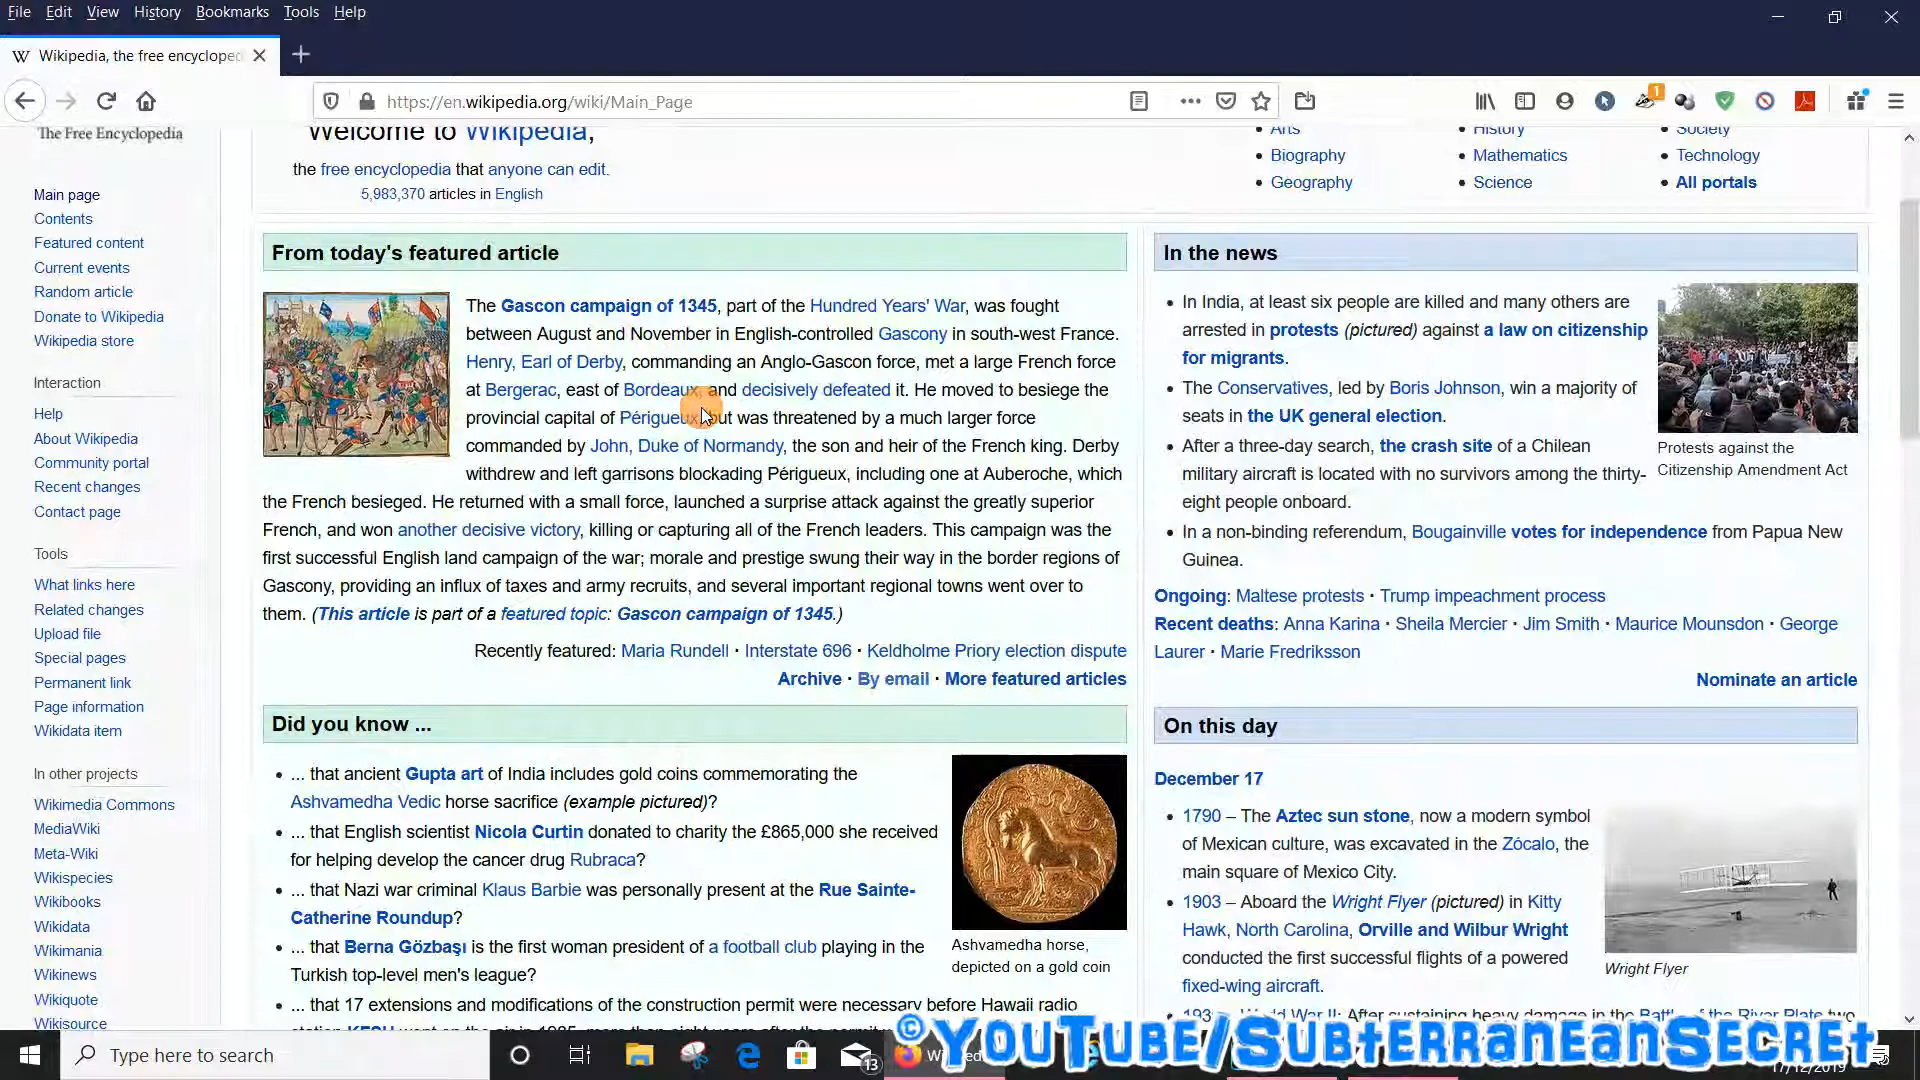 File Edit View History Bookmarks Tools Help
Wikipedia, the free encycloped
https://en.wikipedia.org/wiki/Main_Page
1
The Free Encyclopedia
Main page
Contents
Featured content
Current events
Random article
Donate to Wikipedia
Wikipedia store
Interaction
Help
About Wikipedia
Community portal
Recent changes
Contact page
Tools
What links here
Related changes
Upload file
Special pages
Permanent link
Page information
Wikidata item
In other projects
Wikimedia Commons
MediaWiki
Meta-Wiki
Wikispecies
Wikibooks
Wikidata
Wikimania
Wikinews
Wikiquote
Wikisource
Welcome to Wikipedia,
the free encyclopedia that anyone can edit.
5,983,370 articles in English
Arts
Biography
Geography
History
Mathematics
Science
Society
Technology
All portals
From today's featured article
The Gascon campaign of 1345, part of the Hundred Years' War, was fought
between August and November in English-controlled Gascony in south-west France.
Henry, Earl of Derby, commanding an Anglo-Gascon force, met a large French force
at Bergerac, east of Bordeaux, and decisively defeated it. He moved to besiege the
provincial capital of Périgueux, but was threatened by a much larger force
commanded by John, Duke of Normandy, the son and heir of the French king. Derby
withdrew and left garrisons blockading Périgueux, including one at Auberoche, which
the French besieged. He returned with a small force, launched a surprise attack against the greatly superior
French, and won another decisive victory, killing or capturing all of the French leaders. This campaign was the
first successful English land campaign of the war; morale and prestige swung their way in the border regions of
Gascony, providing an influx of taxes and army recruits, and several important regional towns went over to
them. (This article is part of a featured topic: Gascon campaign of 1345.)
Recently featured: Maria Rundell · Interstate 696 · Keldholme Priory election dispute
Archive · By email · More featured articles
Did you know ...
... that ancient Gupta art of India includes gold coins commemorating the
Ashvamedha Vedic horse sacrifice (example pictured)?
... that English scientist Nicola Curtin donated to charity the £865,000 she received
for helping develop the cancer drug Rubraca?
... that Nazi war criminal Klaus Barbie was personally present at the Rue Sainte-
Catherine Roundup?
... that Berna Gözbaşı is the first woman president of a football club playing in the
Turkish top-level men's league?
... that 17 extensions and modifications of the construction permit were necessary before Hawaii radio
Ashvamedha horse,
depicted on a gold coin
In the news
In India, at least six people are killed and many others are
arrested in protests (pictured) against a law on citizenship
for migrants.
The Conservatives, led by Boris Johnson, win a majority of
seats in the UK general election.
After a three-day search, the crash site of a Chilean
military aircraft is located with no survivors among the thirty-
eight people onboard.
In a non-binding referendum, Bougainville votes for independence from Papua New
Guinea.
Protests against the
Citizenship Amendment Act
Ongoing: Maltese protests · Trump impeachment process
Recent deaths: Anna Karina · Sheila Mercier · Jim Smith · Maurice Mounsdon · George
Laurer · Marie Fredriksson
Nominate an article
On this day
December 17
1790 – The Aztec sun stone, now a modern symbol
of Mexican culture, was excavated in the Zócalo, the
main square of Mexico City.
1903 – Aboard the Wright Flyer (pictured) in Kitty
Hawk, North Carolina, Orville and Wilbur Wright
conducted the first successful flights of a powered
fixed-wing aircraft.
World War II: After sustaining heavy damage in the Battle of the River Plate two
Wright Flyer
Type here to search
13
©YouTube/SubterraneanSecret
17/12/2019